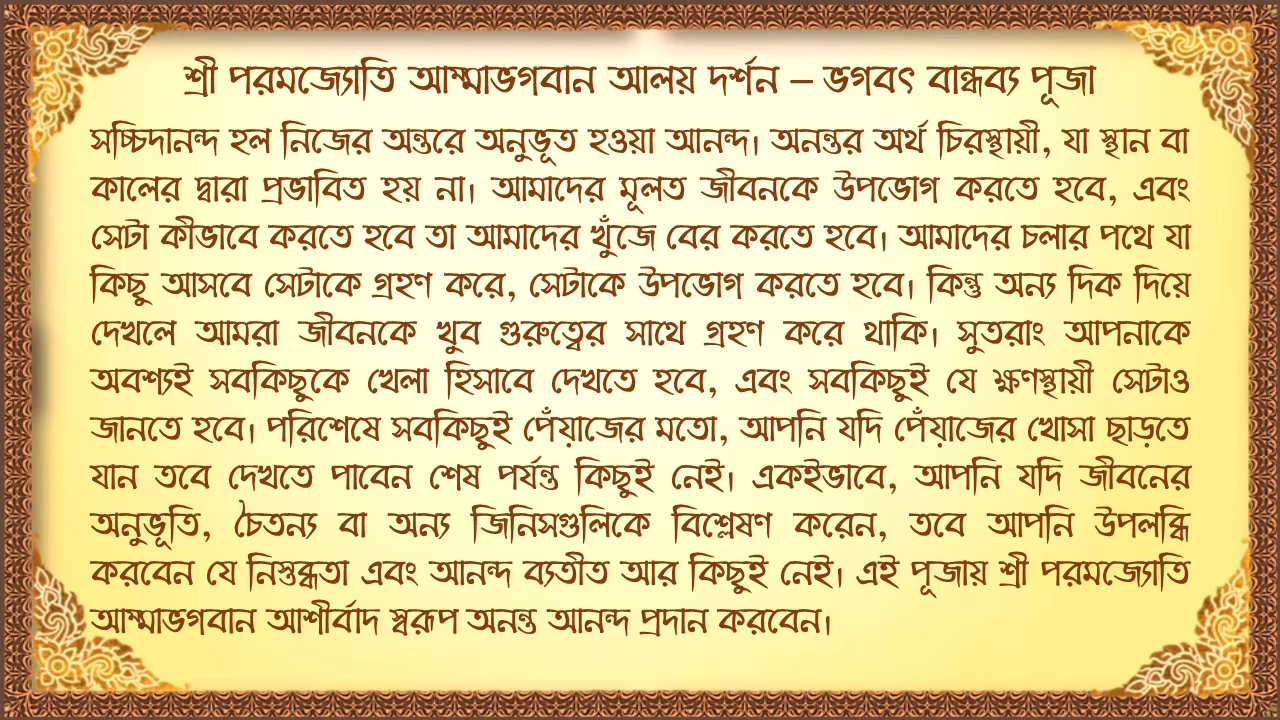 শ্রী পরমজ্যোতি আম্মাভগবান আলয় দর্শন – ভগবৎ বান্ধব্য পূজা
সচ্চিদানন্দ হল নিজের অন্তরে অনুভূত হওয়া আনন্দ। অনন্তর অর্থ চিরস্থায়ী, যা স্থান বা
কালের দ্বারা প্রভাবিত হয় না। আমাদের মূলত জীবনকে উপভোগ করতে হবে, এবং
সেটা কীভাবে করতে হবে তা আমাদের খুঁজে বের করতে হবে। আমাদের চলার পথে যা
কিছু আসবে সেটাকে গ্রহণ করে, সেটাকে উপভোগ করতে হবে। কিন্তু অন্য দিক দিয়ে
দেখলে আমরা জীবনকে খুব গুরুত্বের সাথে গ্রহণ করে থাকি। সুতরাং আপনাকে
অবশ্যই সবকিছুকে খেলা হিসাবে দেখতে হবে, এবং সবকিছুই যে ক্ষণস্থায়ী সেটাও
জানতে হবে। পরিশেষে সবকিছুই পেঁয়াজের মতো, আপনি যদি পেঁয়াজের খোসা ছাড়তে
যান তবে দেখতে পাবেন শেষ পর্যন্ত কিছুই নেই। একইভাবে, আপনি যদি জীবনের
অনুভূতি, চৈতন্য বা অন্য জিনিসগুলিকে বিশ্লেষণ করেন, তবে আপনি উপলব্ধি
করবেন যে নিস্তব্ধতা এবং আনন্দ ব্যতীত আর কিছুই নেই। এই পূজায় শ্রী পরমজ্যোতি
আম্মাভগবান আশীর্বাদ স্বরূপ অনন্ত আনন্দ প্রদান করবেন।